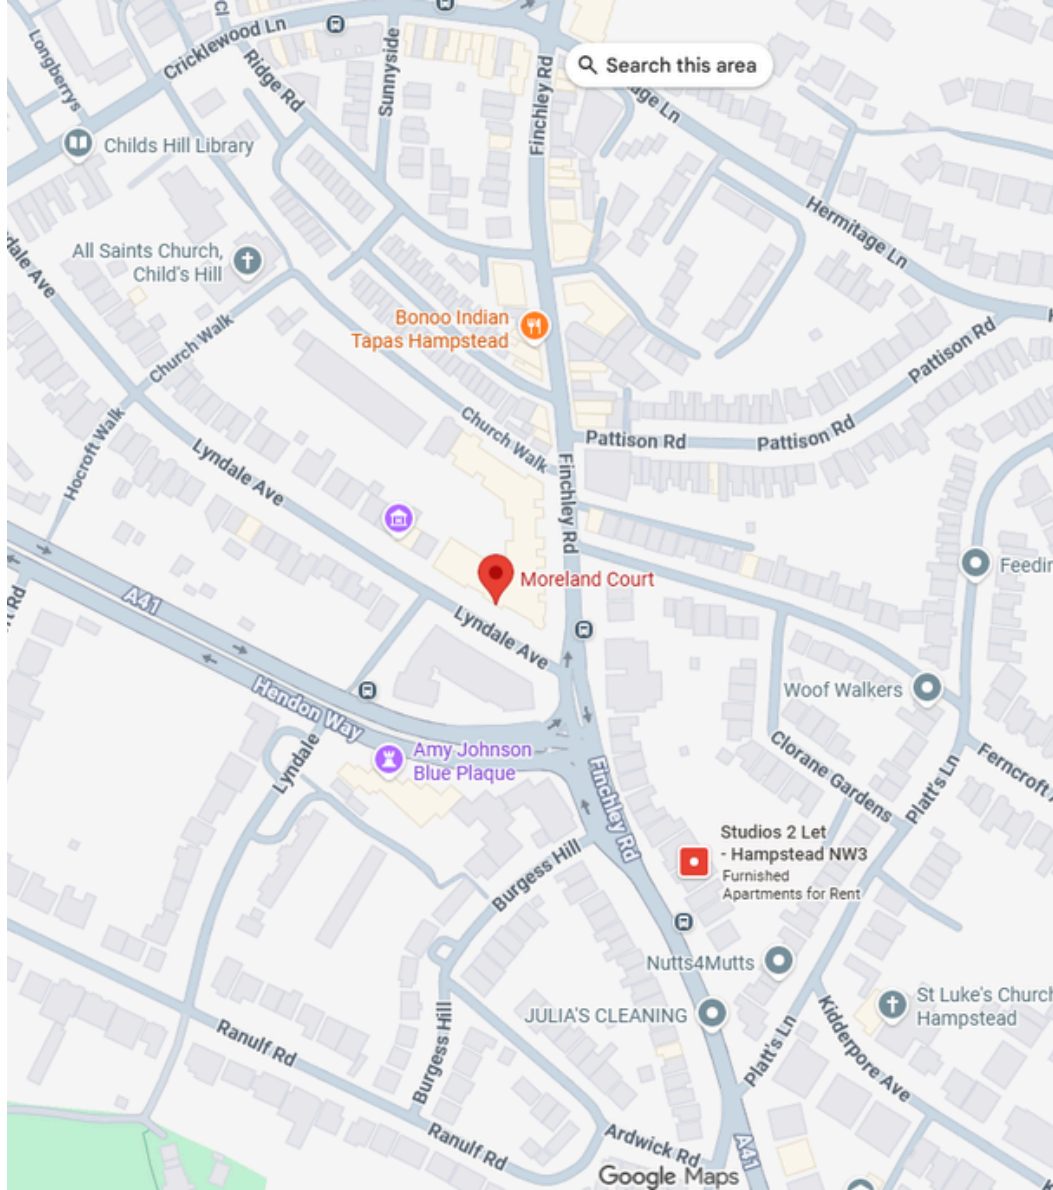 Cricklewood Ln
Longberrys
Cl
Ridge Rd
Sunnyside
Finchley Rd
Search this area
age Ln
Childs Hill Library
Hermitage Ln
All Saints Church,
Child's Hill
dale Ave
Bonoo Indian
Tapas Hampstead
Church Walk
Pattison Rd
Hocroft Walk
Church Walk
Pattison Rd
Pattison Rd
Lyndale Ave
Finchley Rd
Feedin
Moreland Court
A41
Rd
Lyndale Ave
Woof Walkers
Hendon Way
Amy Johnson
Blue Plaque
Lyndale
Clorane Gardens
Platt's Ln
Ferncroft A
Finchley Rd
Studios 2 Let
- Hampstead NW3
Furnished
Apartments for Rent
Burgess Hill
Nutts4Mutts
JULIA'S CLEANING
St Luke's Church
Hampstead
Kidderpore Ave
Platt's Ln
Burgess Hill
Ranulf Rd
Ranulf Rd
Ardwick Rd
A41
Google Maps